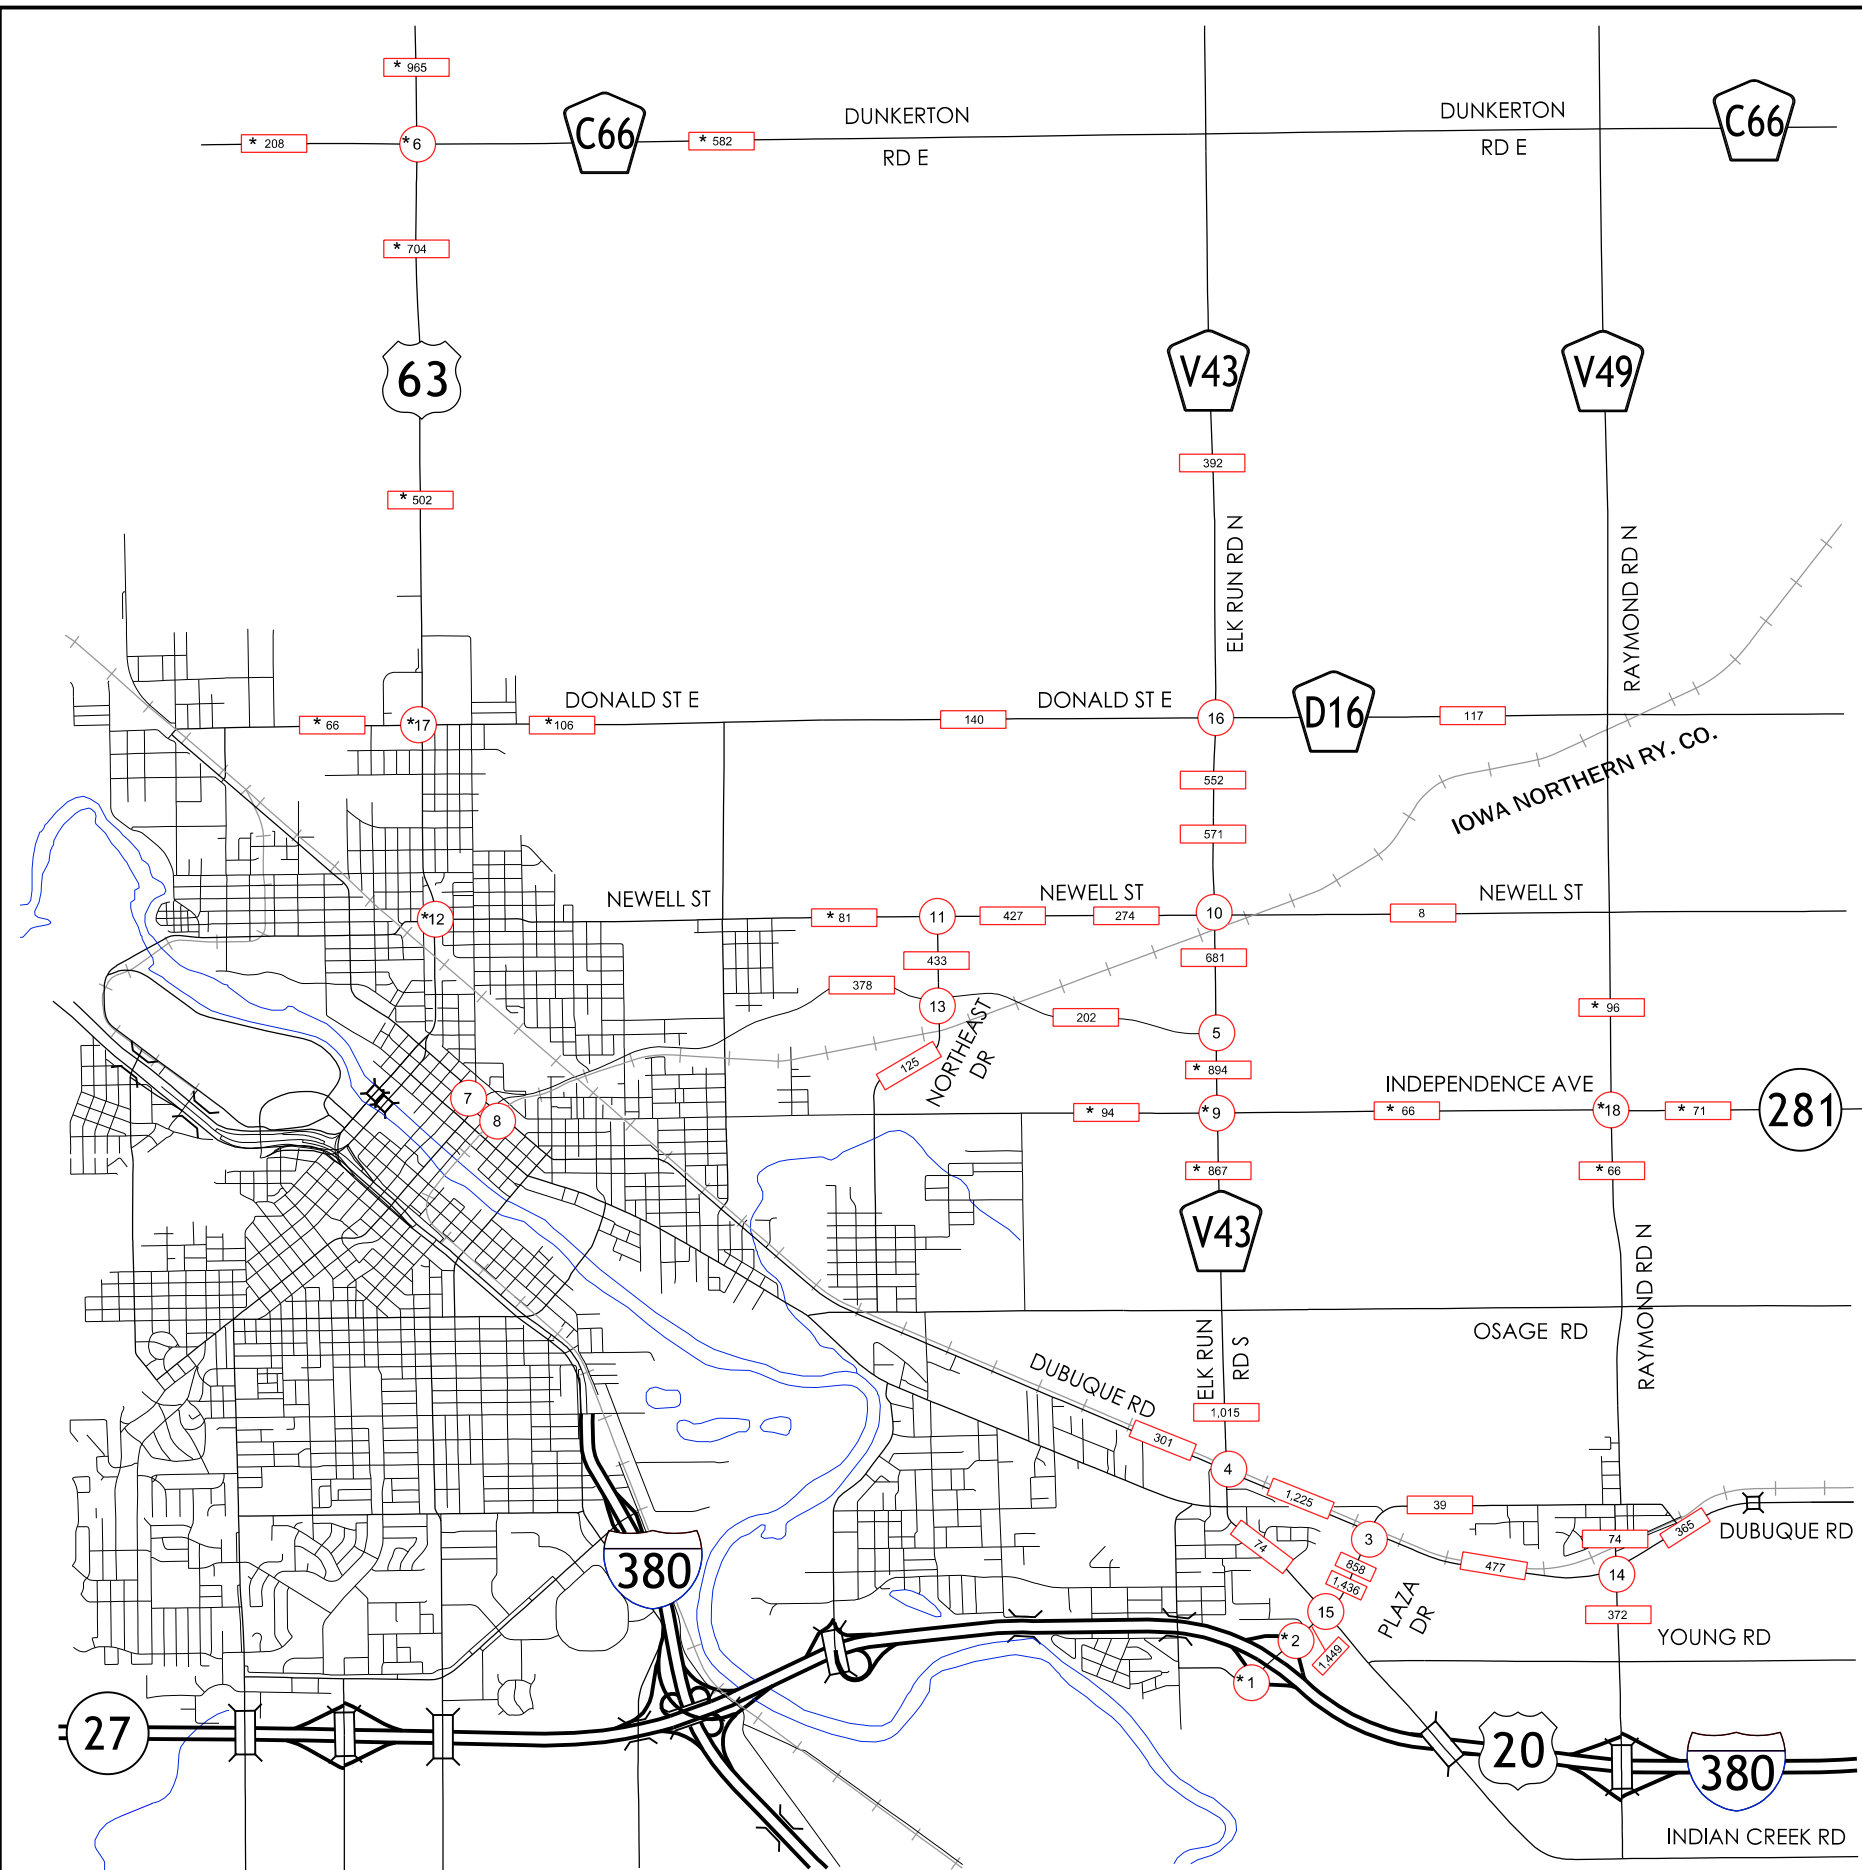 * 965
DUNKERTON
RD E
DUNKERTON
RD E
C66
C66
* 208
*6
* 582
* 704
63
V43
V49
392
* 502
ELK RUN RD N
RAYMOND RD N
DONALD ST E
DONALD ST E
* 66
*17
*106
140
16
D16
117
IOWA NORTHERN RY. CO.
552
571
NEWELL ST
NEWELL ST
NEWELL ST
*12
* 81
11
427
274
10
8
433
681
378
13
202
5
* 96
125
NORTHEAST
DR
* 894
INDEPENDENCE AVE
7
8
* 94
*9
* 66
*18
* 71
281
* 867
* 66
V43
RAYMOND RD N
OSAGE RD
ELK RUN
RD S
DUBUQUE RD
1,015
301
4
1,225
39
3
74
365
DUBUQUE RD
74
858
1,436
477
14
380
15
PLAZA
DR
372
*2
1,449
YOUNG RD
*1
27
20
380
INDIAN CREEK RD